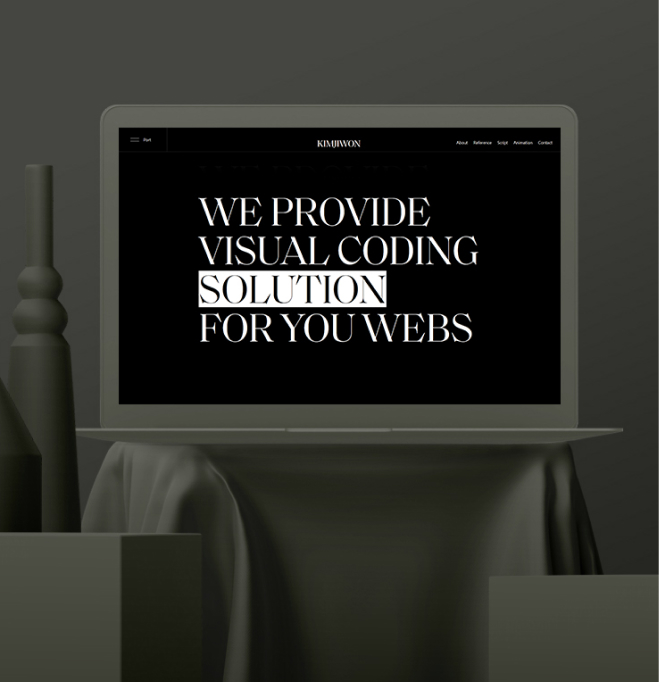 Port
KIMJIWON
About Reference Script Animation Contact
WE PROVIDE
VISUAL CODING
SOLUTION
FOR YOU WEBS